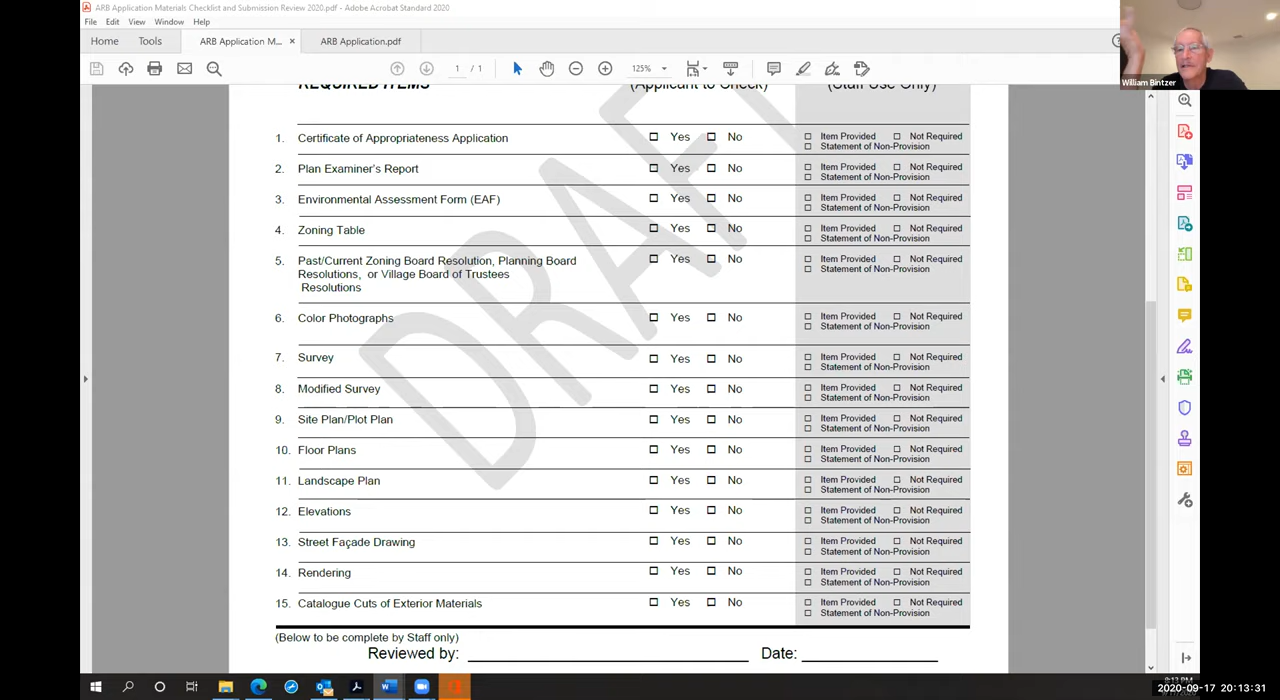 ARB Application Materials Checklist and Submission Review 2020.pdf - Adobe Acrobat Standard 2020
File Edit View Window Help
Home Tools ARB Application M... × ARB Application.pdf
1 / 1 125%
William Bintzer
REQUIRED ITEMS (Applicant to Check) (Staff Use Only)
DRAFT
1. Certificate of Appropriateness Application Yes No Item Provided Not Required
Statement of Non-Provision
2. Plan Examiner's Report Yes No Item Provided Not Required
Statement of Non-Provision
3. Environmental Assessment Form (EAF) Yes No Item Provided Not Required
Statement of Non-Provision
4. Zoning Table Yes No Item Provided Not Required
Statement of Non-Provision
5. Past/Current Zoning Board Resolution, Planning Board Yes No Item Provided Not Required
Resolutions, or Village Board of Trustees Statement of Non-Provision
Resolutions
6. Color Photographs Yes No Item Provided Not Required
Statement of Non-Provision
7. Survey Yes No Item Provided Not Required
Statement of Non-Provision
8. Modified Survey Yes No Item Provided Not Required
Statement of Non-Provision
9. Site Plan/Plot Plan Yes No Item Provided Not Required
Statement of Non-Provision
10. Floor Plans Yes No Item Provided Not Required
Statement of Non-Provision
11. Landscape Plan Yes No Item Provided Not Required
Statement of Non-Provision
12. Elevations Yes No Item Provided Not Required
Statement of Non-Provision
13. Street Façade Drawing Yes No Item Provided Not Required
Statement of Non-Provision
14. Rendering Yes No Item Provided Not Required
Statement of Non-Provision
15. Catalogue Cuts of Exterior Materials Yes No Item Provided Not Required
Statement of Non-Provision
(Below to be complete by Staff only)
Reviewed by: Date:
2020-09-17 20:13:31